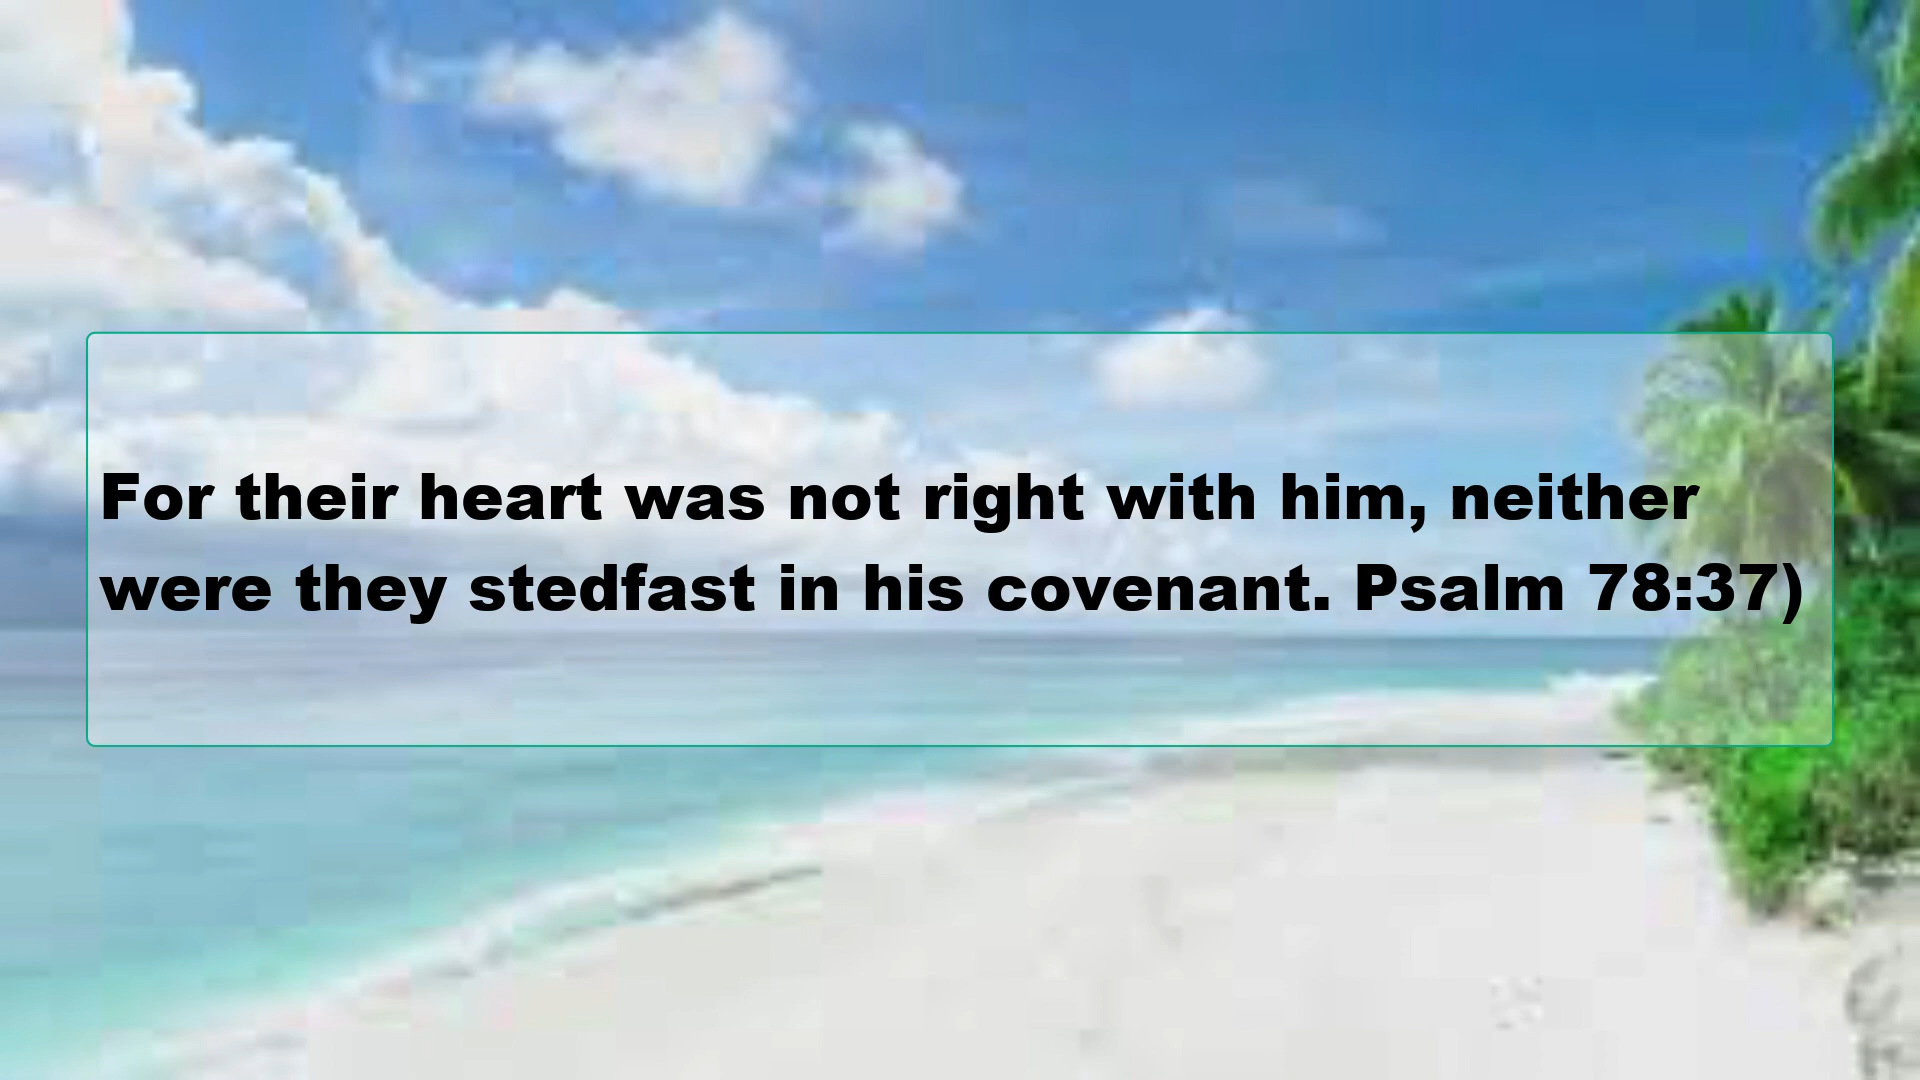 For their heart was not right with him, neither
were they stedfast in his covenant. Psalm 78:37)